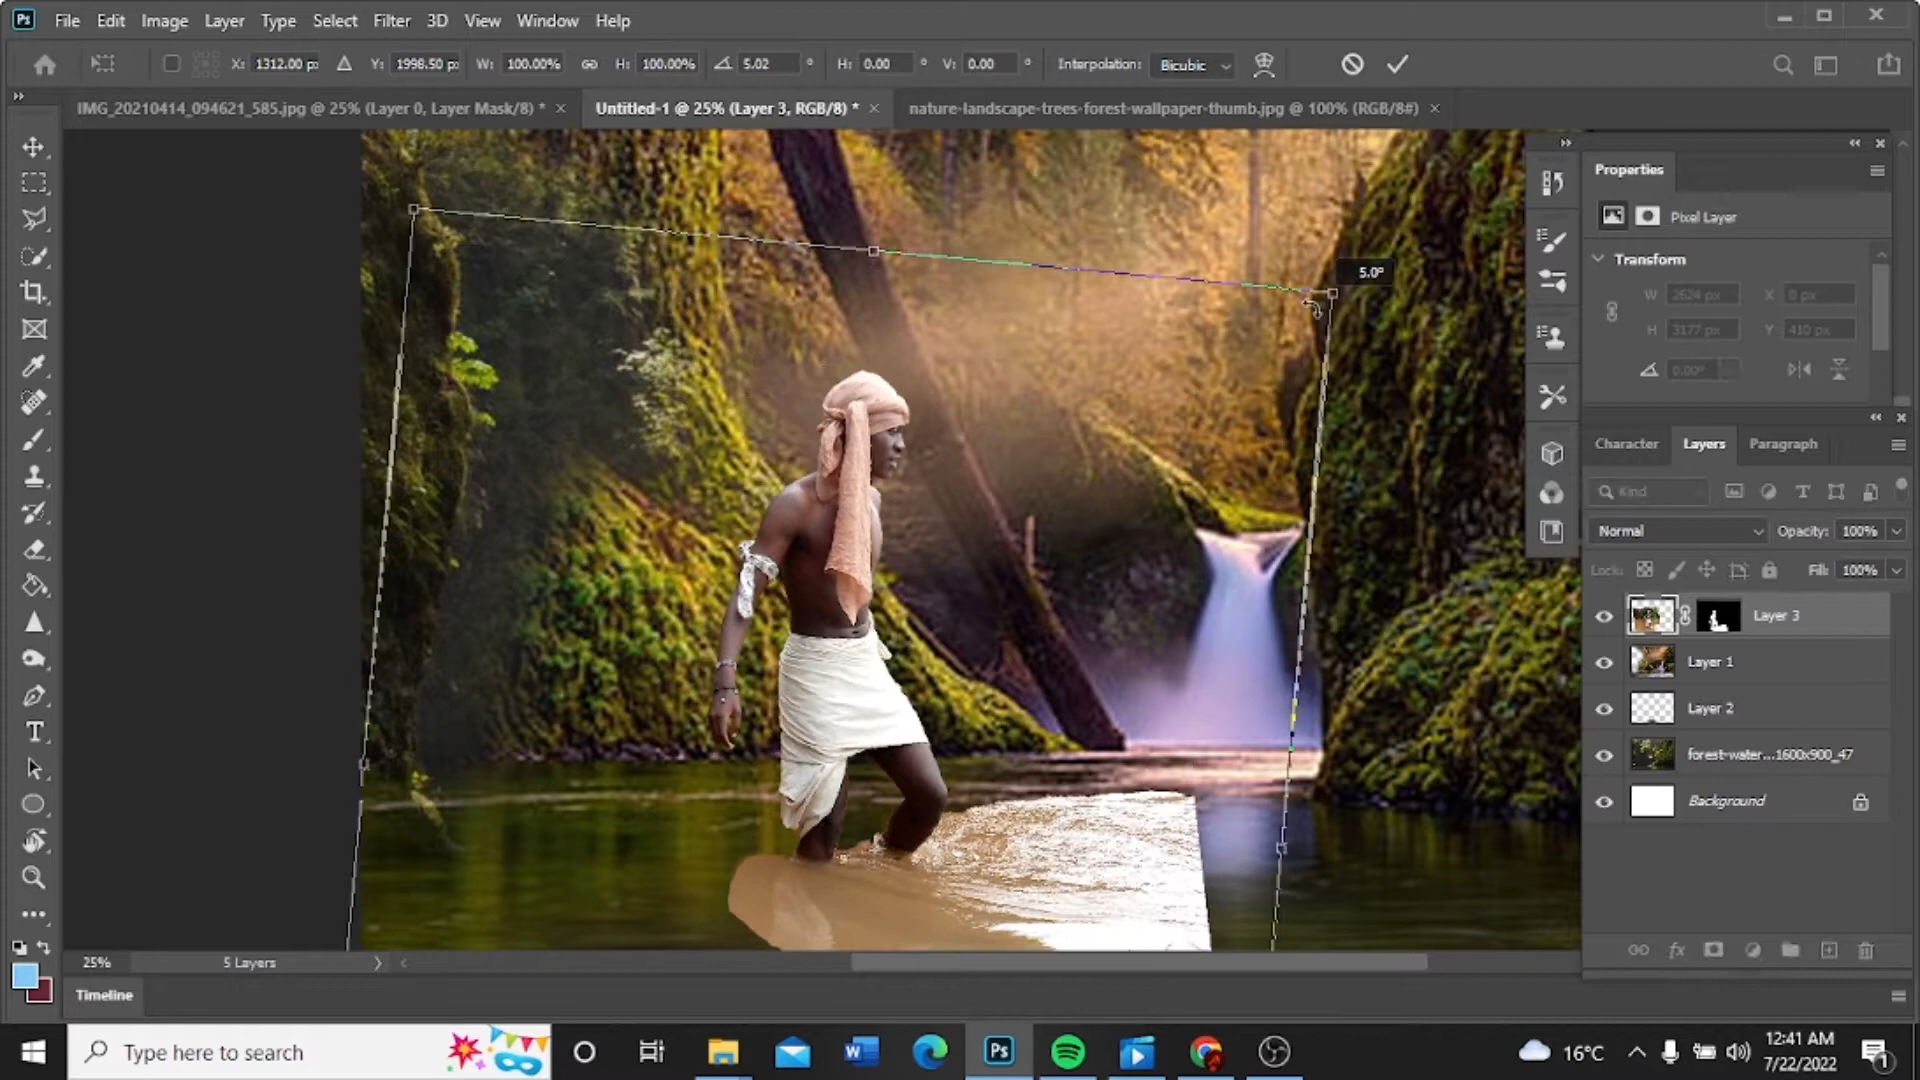 Ps File Edit Image Layer Type Select Filter 3D View Window Help
X: 1312.00 p Y: 1998.50 p W: 100.00% H: 100.00% 5.02 ° H: 0.00 ° V: 0.00 ° Interpolation: Bicubic
IMG_20210414_094621_585.jpg @ 25% (Layer 0, Layer Mask/8) * Untitled-1 @ 25% (Layer 3, RGB/8) * nature-landscape-trees-forest-wallpaper-thumb.jpg @ 100% (RGB/8#)
Properties
Pixel Layer
Transform
5.0°
W 2624 px X 0 px
H 3177 px Y 410 px
0.00°
Character Layers Paragraph
Kind
Normal Opacity: 100%
Lock: Fill: 100%
Layer 3
Layer 1
Layer 2
forest-water...1600x900_47
Background
fx
25% 5 Layers
Timeline
Type here to search
W Ps 16°C 12:41 AM
7/22/2022
1